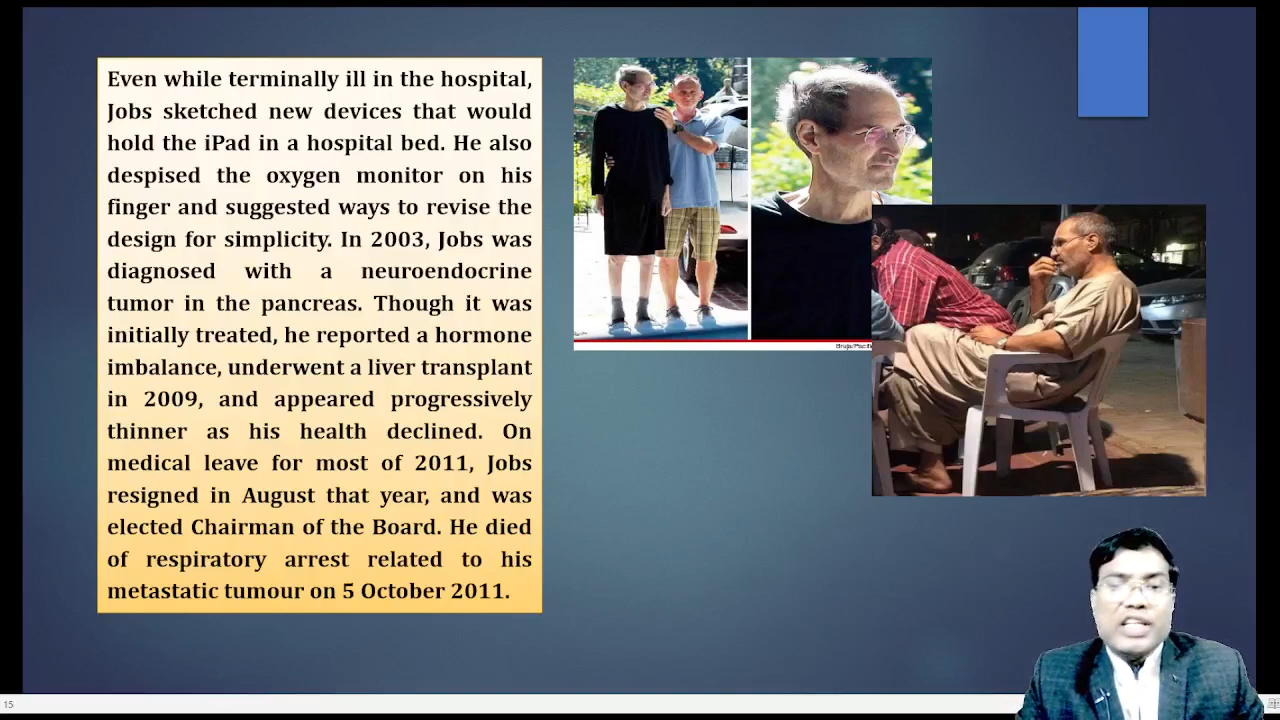 Even while terminally ill in the hospital,
Jobs sketched new devices that would
hold the iPad in a hospital bed. He also
despised the oxygen monitor on his
finger and suggested ways to revise the
design for simplicity. In 2003, Jobs was
diagnosed with a neuroendocrine
tumor in the pancreas. Though it was
initially treated, he reported a hormone
imbalance, underwent a liver transplant
in 2009, and appeared progressively
thinner as his health declined. On
medical leave for most of 2011, Jobs
resigned in August that year, and was
elected Chairman of the Board. He died
of respiratory arrest related to his
metastatic tumour on 5 October 2011.
15